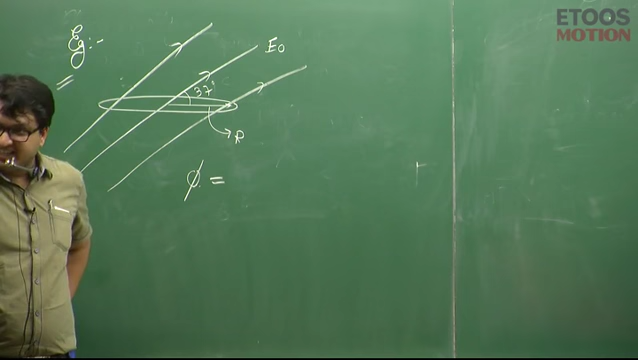 Eg:-
E0
37°
R
φ =
ETOOS
MOTION